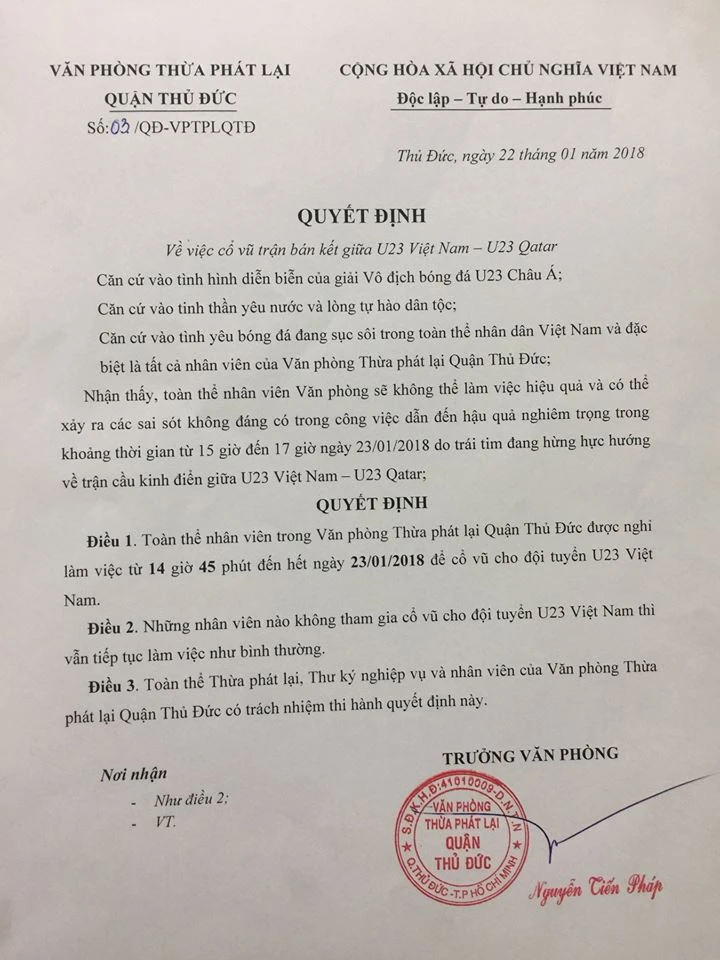 VĂN PHÒNG THỪA PHÁT LẠI
QUẬN THỦ ĐỨC
Số:03 /QĐ-VPTPLQTĐ
CỘNG HÒA XÃ HỘI CHỦ NGHĨA VIỆT NAM
Độc lập – Tự do – Hạnh phúc
Thủ Đức, ngày 22 tháng 01 năm 2018
QUYẾT ĐỊNH
Về việc cổ vũ trận bán kết giữa U23 Việt Nam – U23 Qatar
Căn cứ vào tình hình diễn biễn của giải Vô địch bóng đá U23 Châu Á;
Căn cứ vào tinh thần yêu nước và lòng tự hào dân tộc;
Căn cứ vào tình yêu bóng đá đang sục sôi trong toàn thể nhân dân Việt Nam và đặc
biệt là tất cả nhân viên của Văn phòng Thừa phát lại Quận Thủ Đức;
Nhận thấy, toàn thể nhân viên Văn phòng sẽ không thể làm việc hiệu quả và có thể
xảy ra các sai sót không đáng có trong công việc dẫn đến hậu quả nghiêm trọng trong
khoảng thời gian từ 15 giờ đến 17 giờ ngày 23/01/2018 do trái tim đang hừng hực hướng
về trận cầu kinh điển giữa U23 Việt Nam – U23 Qatar;
QUYẾT ĐỊNH
Điều 1. Toàn thể nhân viên trong Văn phòng Thừa phát lại Quận Thủ Đức được nghỉ
làm việc từ 14 giờ 45 phút đến hết ngày 23/01/2018 để cổ vũ cho đội tuyển U23 Việt
Nam.
Điều 2. Những nhân viên nào không tham gia cổ vũ cho đội tuyển U23 Việt Nam thì
vẫn tiếp tục làm việc như bình thường.
Điều 3. Toàn thể Thừa phát lại, Thư ký nghiệp vụ và nhân viên của Văn phòng Thừa
phát lại Quận Thủ Đức có trách nhiệm thi hành quyết định này.
Nơi nhận
- Như điều 2;
- VT.
TRƯỞNG VĂN PHÒNG
S.Đ.K.H.Đ:41010009-D.N.T.N
VĂN PHÒNG
THỪA PHÁT LẠI
QUẬN
THỦ ĐỨC
Q.THỦ ĐỨC-T.P HỒ CHÍ MINH
Nguyễn Tiến Pháp